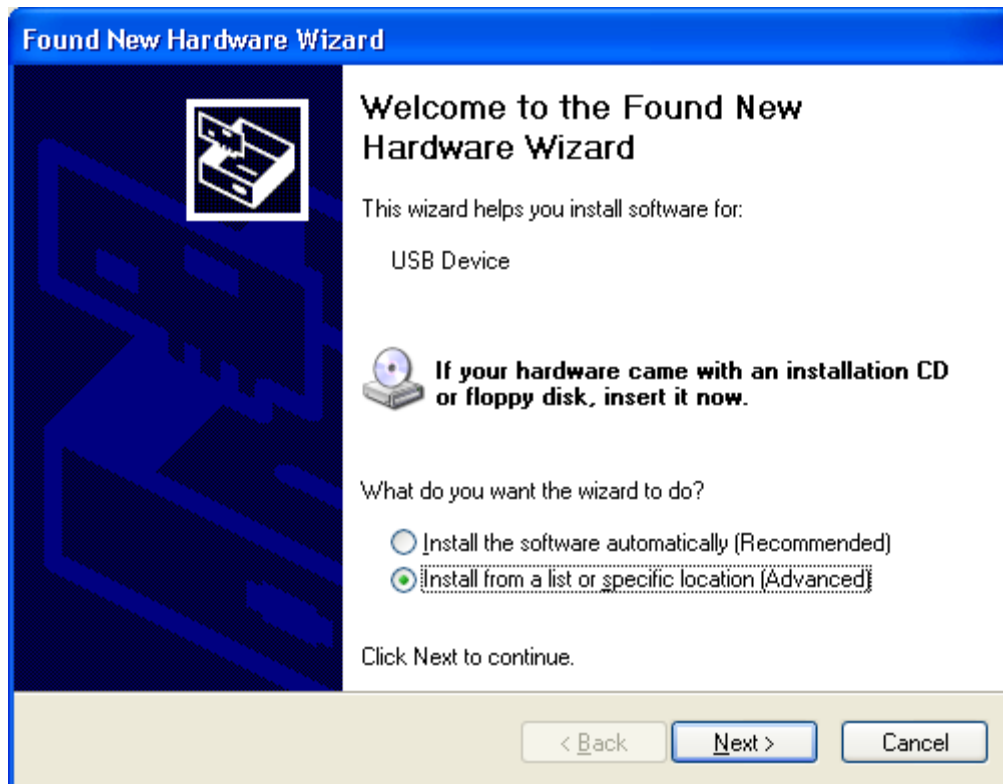 Found New Hardware Wizard
Welcome to the Found New
Hardware Wizard
This wizard helps you install software for:
USB Device
If your hardware came with an installation CD
or floppy disk, insert it now.
What do you want the wizard to do?
Install the software automatically (Recommended)
Install from a list or specific location (Advanced)
Click Next to continue.
< Back Next > Cancel